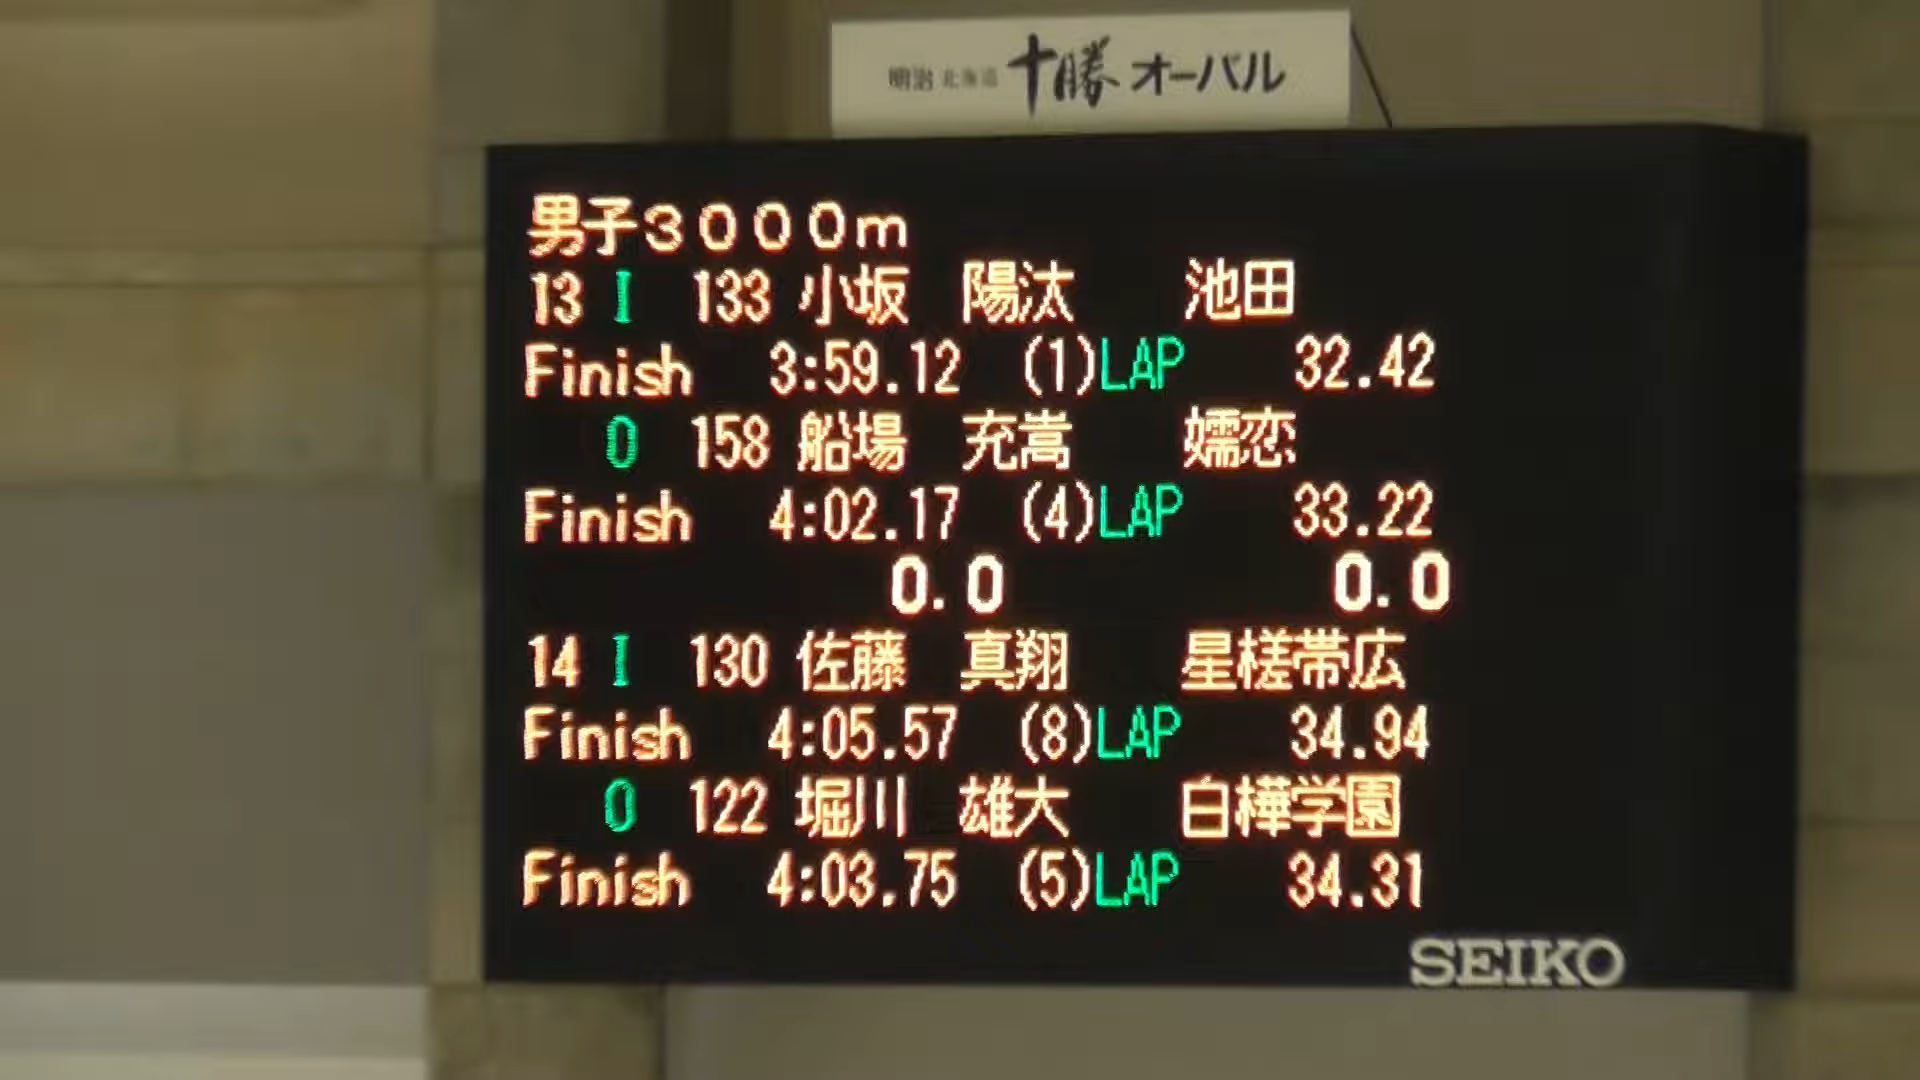 明治 北海道 十勝 オーバル
男子3000m
13 I 133 小坂 陽汰 池田
Finish 3:59.12 (1)LAP 32.42
O 158 船場 充嵩 嬬恋
Finish 4:02.17 (4)LAP 33.22
0.0 0.0
14 I 130 佐藤 真翔 星槎帯広
Finish 4:05.57 (8)LAP 34.94
O 122 堀川 雄大 白樺学園
Finish 4:03.75 (5)LAP 34.31
SEIKO